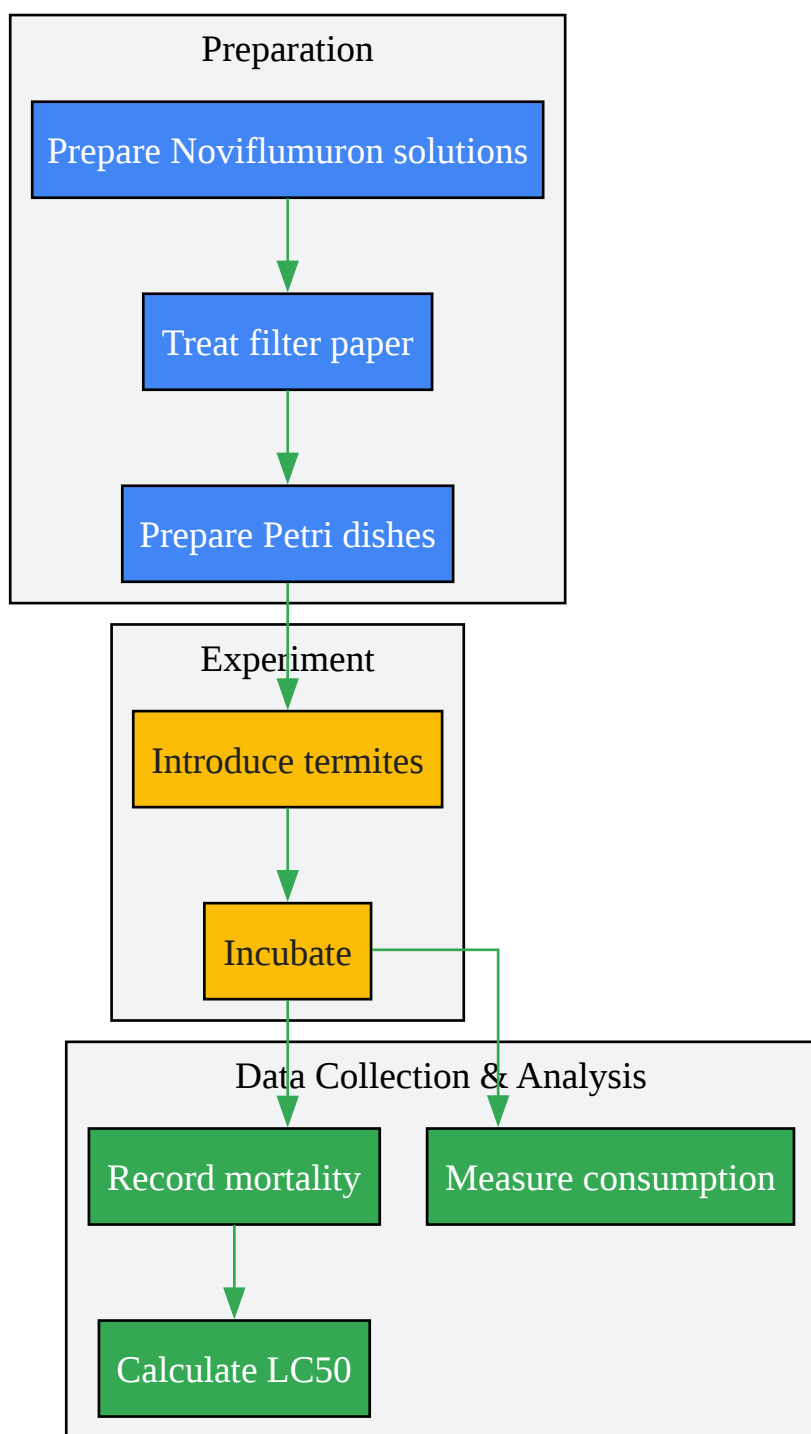 Preparation
Prepare Noviflumuron solutions
Treat filter paper
Prepare Petri dishes
Experiment
Introduce termites
Incubate
Data Collection & Analysis
Record mortality
Measure consumption
Calculate LC50